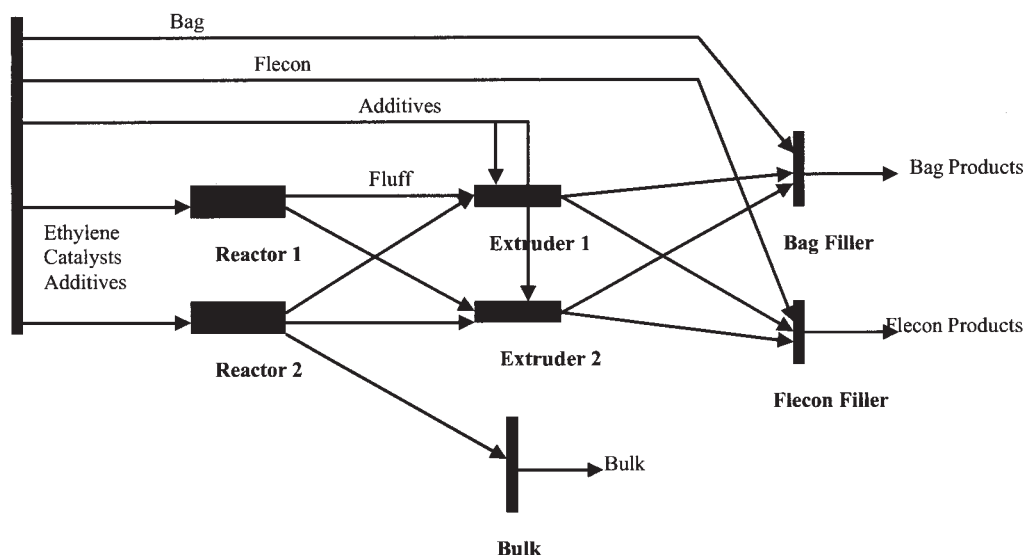 Bag
Flecon
Additives
Fluff
Bag Products
Ethylene
Catalysts
Additives
Reactor 1
Extruder 1
Bag Filler
Flecon Products
Reactor 2
Extruder 2
Flecon Filler
Bulk
Bulk